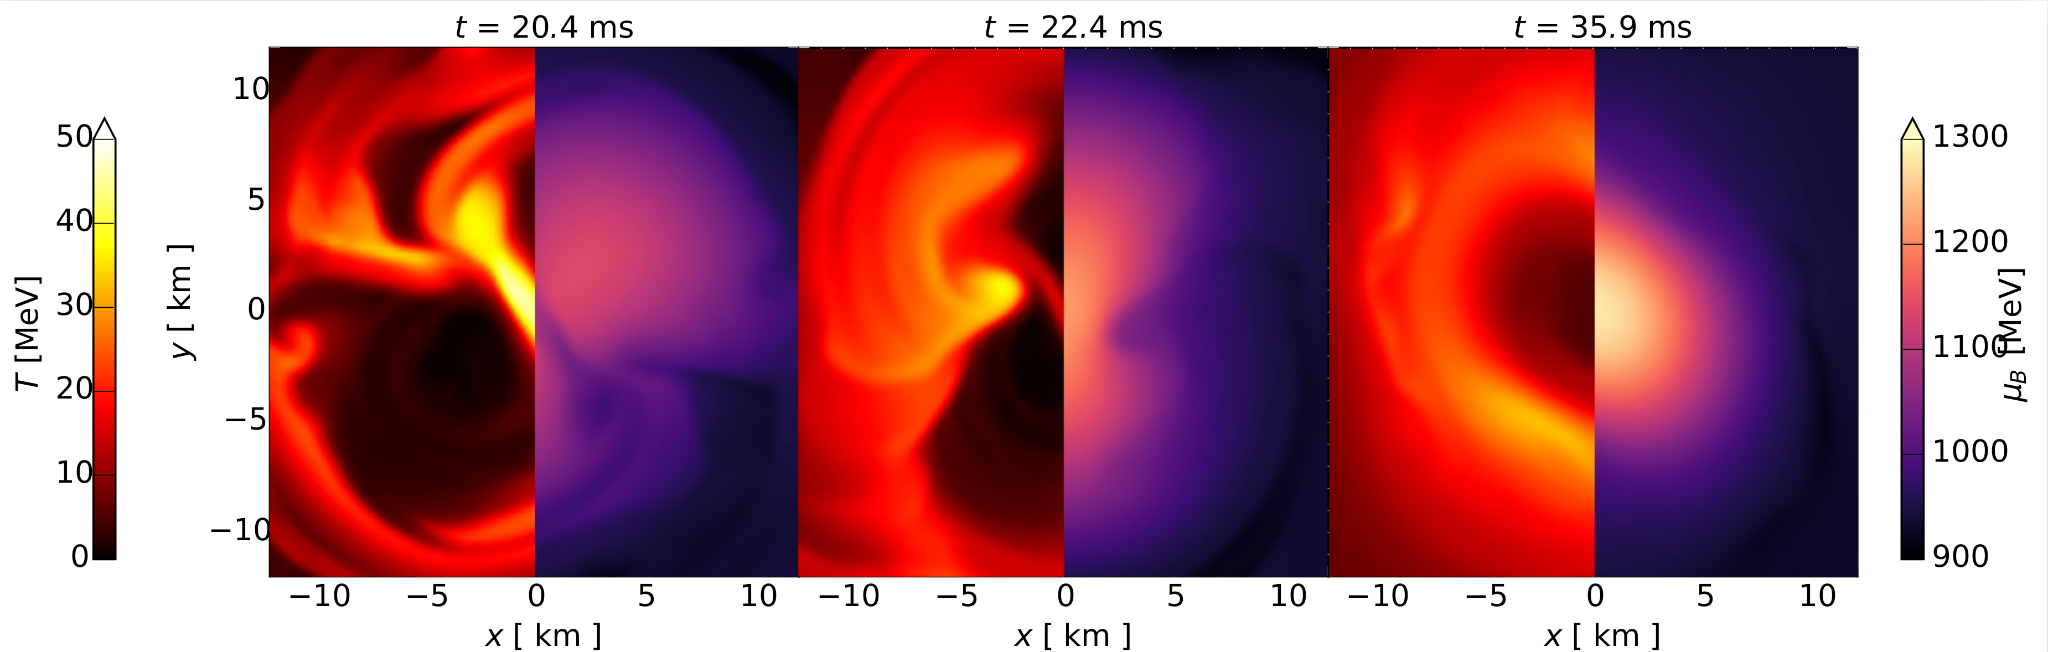 t = 20.4 ms
t = 22.4 ms
t = 35.9 ms
T [MeV]
50
40
30
20
10
0
y [ km ]
10
5
0
−5
−10
−10 −5 0 5 10
x [ km ]
−10 −5 0 5 10
x [ km ]
−10 −5 0 5 10
x [ km ]
1300
1200
1100
1000
900
μB [MeV]